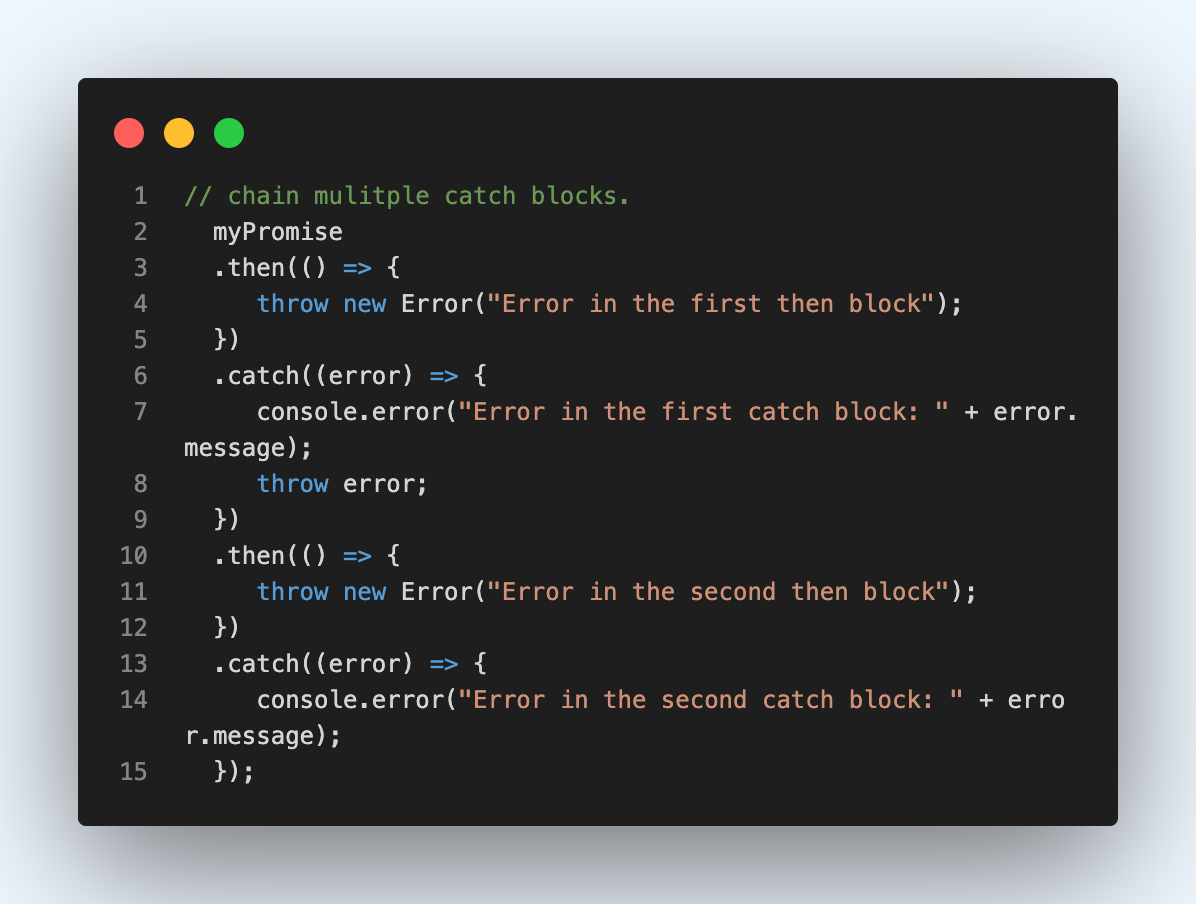 1 // chain mulitple catch blocks.
2 myPromise
3 .then(() => {
4 throw new Error("Error in the first then block");
5 })
6 .catch((error) => {
7 console.error("Error in the first catch block: " + error.
message);
8 throw error;
9 })
10 .then(() => {
11 throw new Error("Error in the second then block");
12 })
13 .catch((error) => {
14 console.error("Error in the second catch block: " + erro
r.message);
15 });